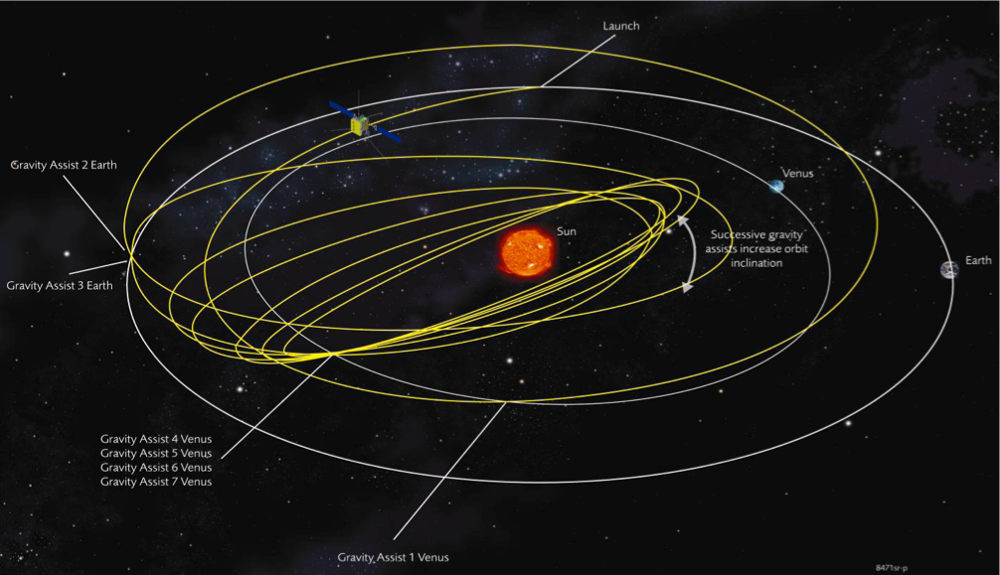 Launch
Gravity Assist 2 Earth
Venus
Sun
Successive gravity
assists increase orbit
inclination
Earth
Gravity Assist 3 Earth
Gravity Assist 4 Venus
Gravity Assist 5 Venus
Gravity Assist 6 Venus
Gravity Assist 7 Venus
Gravity Assist 1 Venus
8471sr-p